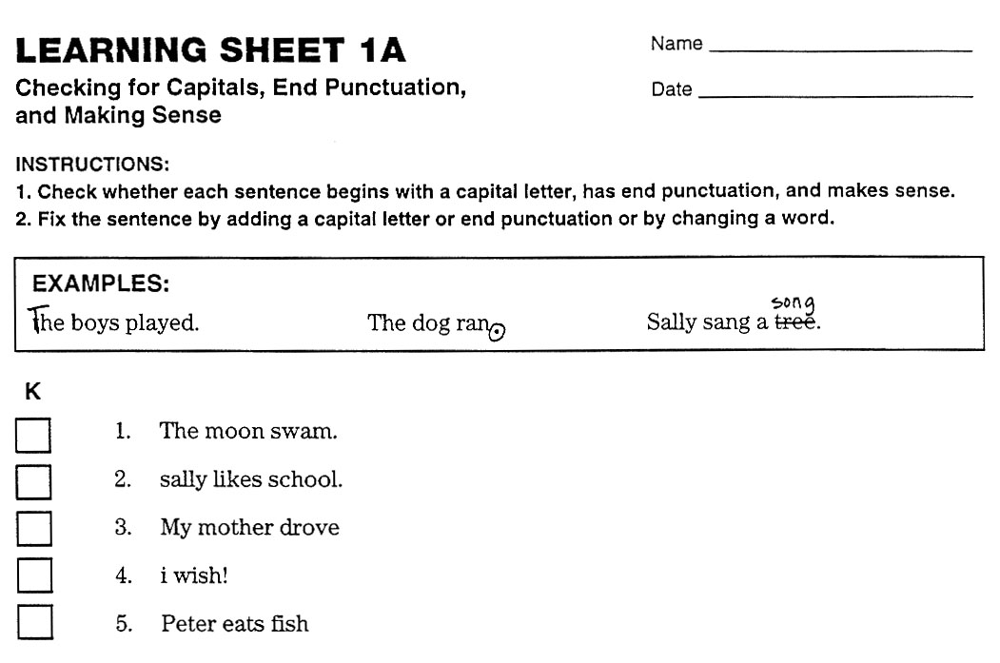 LEARNING SHEET 1A
Name
Checking for Capitals, End Punctuation,
Date
and Making Sense
INSTRUCTIONS:
1. Check whether each sentence begins with a capital letter, has end punctuation, and makes sense.
2. Fix the sentence by adding a capital letter or end punctuation or by changing a word.
EXAMPLES:
song
The boys played. The dog ran. Sally sang a tree.
K
1. The moon swam.
2. sally likes school.
3. My mother drove
4. i wish!
5. Peter eats fish